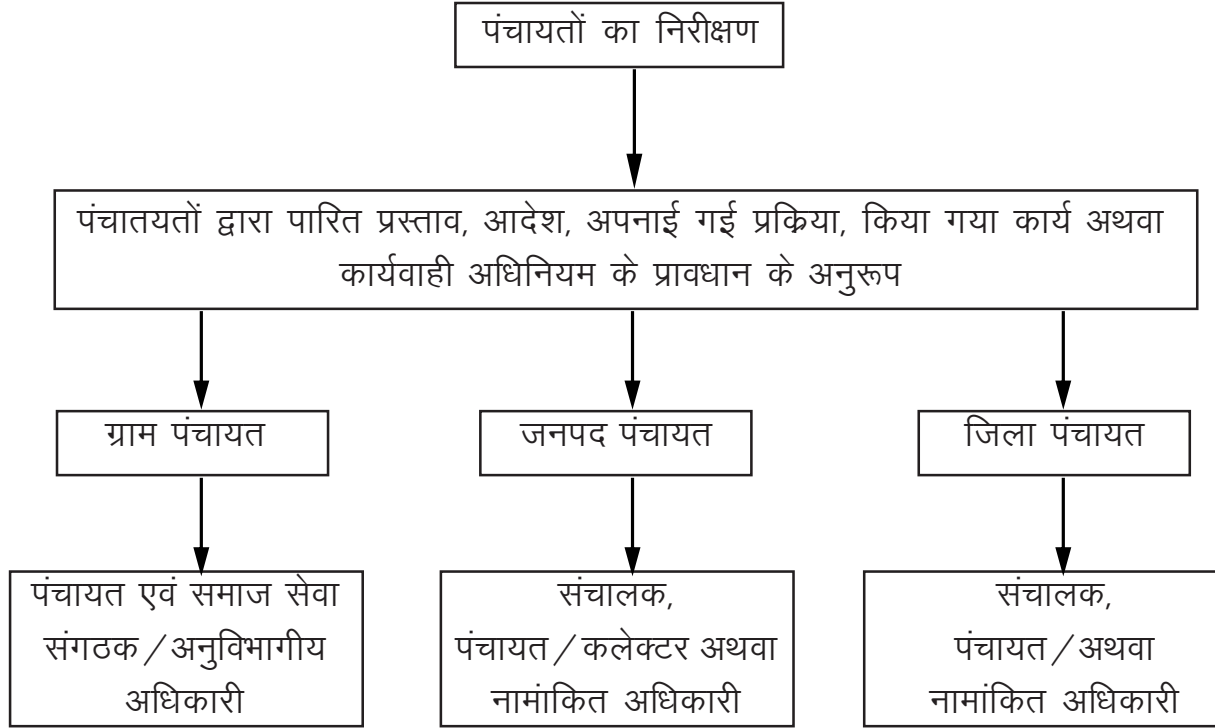 पंचायतों का निरीक्षण
पंचातयतों द्वारा पारित प्रस्ताव, आदेश, अपनाई गई प्रक्रिया, किया गया कार्य अथवा
कार्यवाही अधिनियम के प्रावधान के अनुरूप
ग्राम पंचायत
जनपद पंचायत
जिला पंचायत
पंचायत एवं समाज सेवा
संगठक/अनुविभागीय
अधिकारी
संचालक,
पंचायत/कलेक्टर अथवा
नामांकित अधिकारी
संचालक,
पंचायत/अथवा
नामांकित अधिकारी